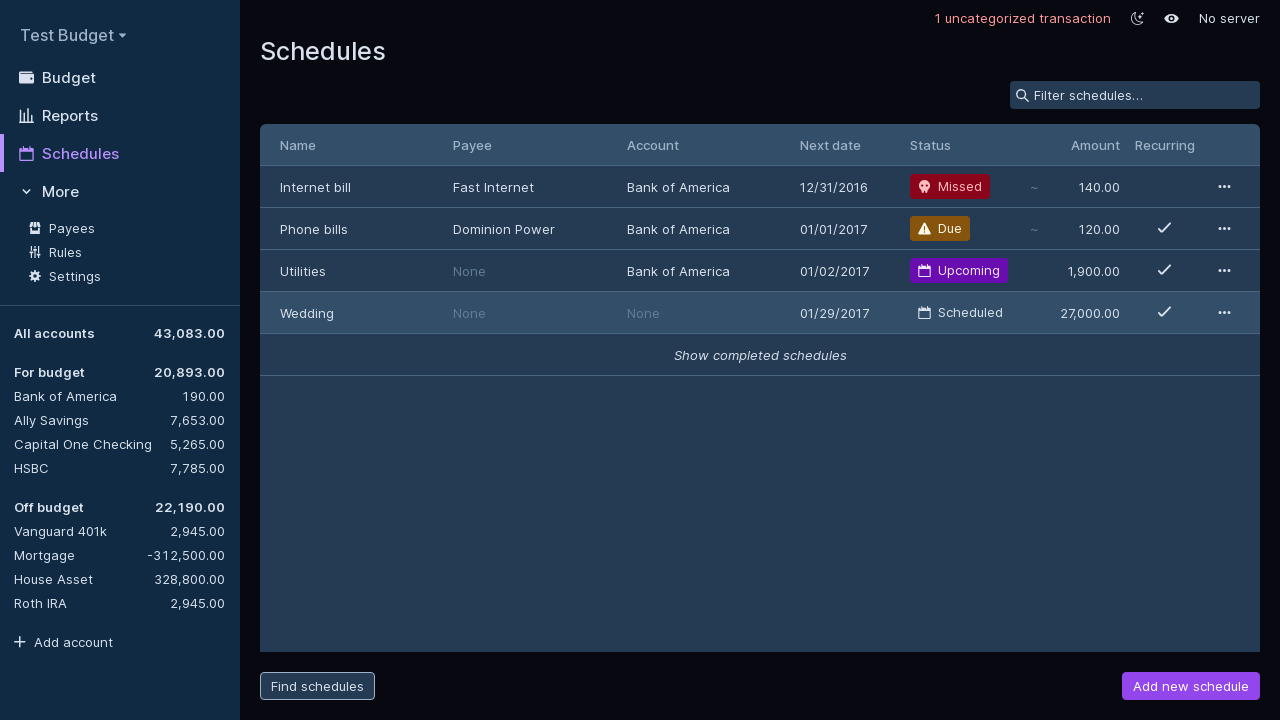 Test Budget
Budget
Reports
Schedules
More
Payees
Rules
Settings
All accounts 43,083.00
For budget 20,893.00
Bank of America 190.00
Ally Savings 7,653.00
Capital One Checking 5,265.00
HSBC 7,785.00
Off budget 22,190.00
Vanguard 401k 2,945.00
Mortgage -312,500.00
House Asset 328,800.00
Roth IRA 2,945.00
Add account
1 uncategorized transaction No server
Schedules
Filter schedules…
Name Payee Account Next date Status Amount Recurring
Internet bill Fast Internet Bank of America 12/31/2016 Missed ~ 140.00
Phone bills Dominion Power Bank of America 01/01/2017 Due ~ 120.00
Utilities None Bank of America 01/02/2017 Upcoming 1,900.00
Wedding None None 01/29/2017 Scheduled 27,000.00
Show completed schedules
Find schedules Add new schedule